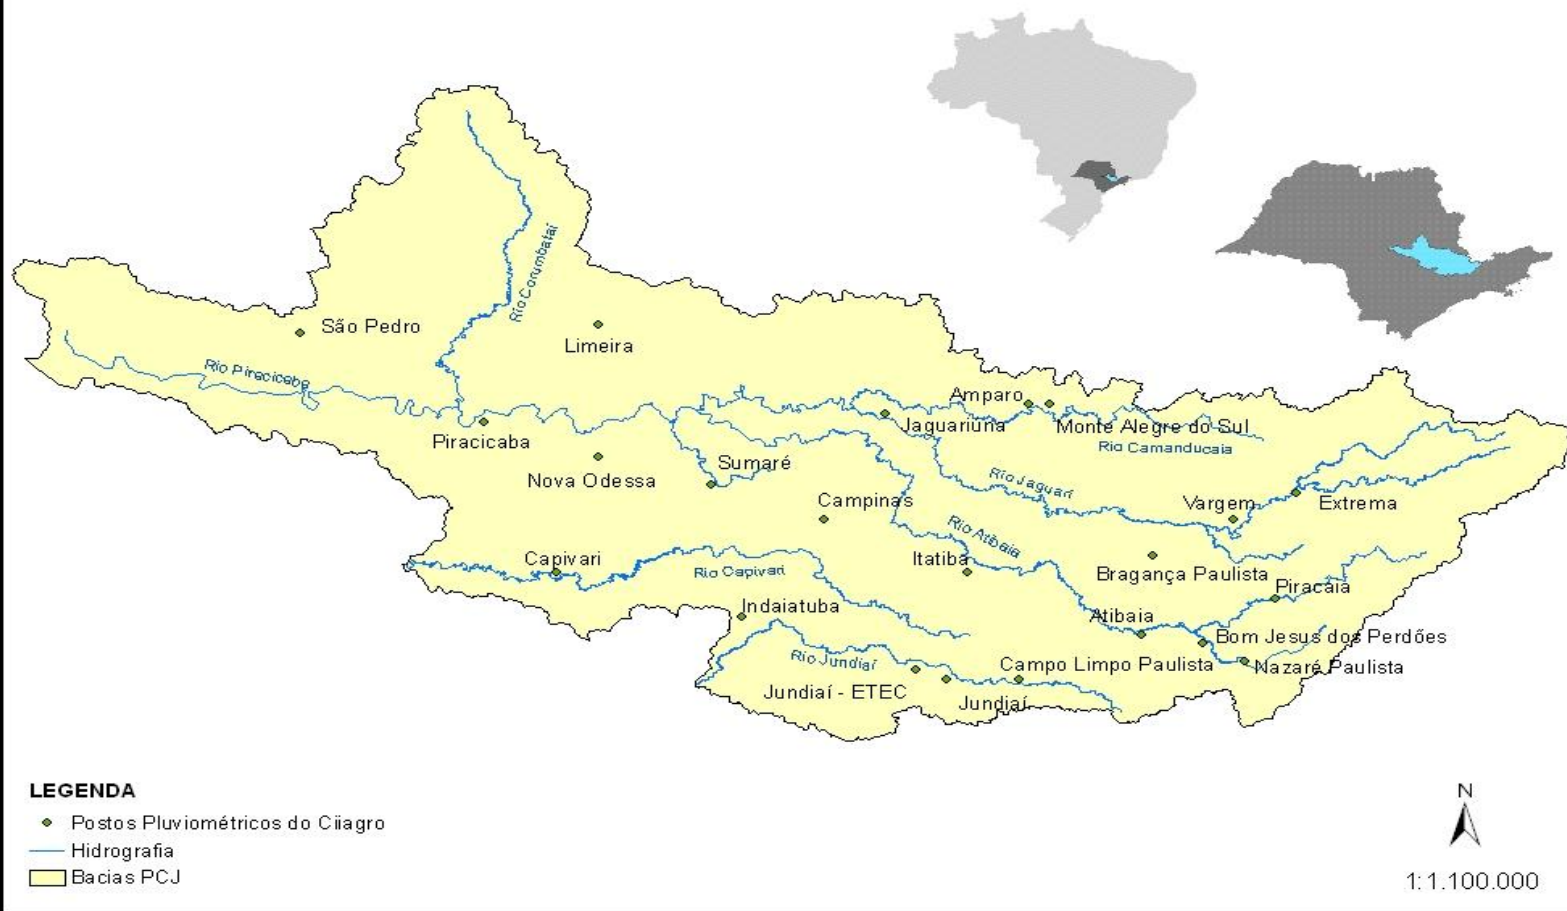 Rio Corumbataí
São Pedro
Limeira
Rio Piracicaba
Amparo
Jaguariúna
Monte Alegre do Sul
Rio Camanducaia
Piracicaba
Sumaré
Nova Odessa
Rio Jaguari
Campinas
Vargem
Extrema
Rio Atibaia
Capivari
Itatiba
Rio Capivari
Bragança Paulista
Piracaia
Indaiatuba
Atibaia
Bom Jesus dos Perdões
Rio Jundiaí
Campo Limpo Paulista
Nazaré Paulista
Jundiaí - ETEC
Jundiaí
LEGENDA
Postos Pluviométricos do Ciiagro
Hidrografia
Bacias PCJ
N
1:1.100.000